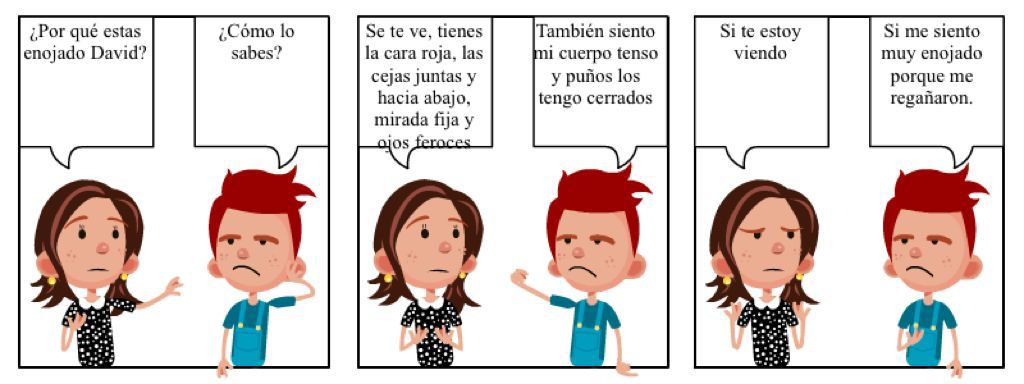 ¿Por qué estas
enojado David?
¿Cómo lo
sabes?
Se te ve, tienes
la cara roja, las
cejas juntas y
hacia abajo,
mirada fija y
ojos feroces
También siento
mi cuerpo tenso
y puños los
tengo cerrados
Si te estoy
viendo
Si me siento
muy enojado
porque me
regañaron.